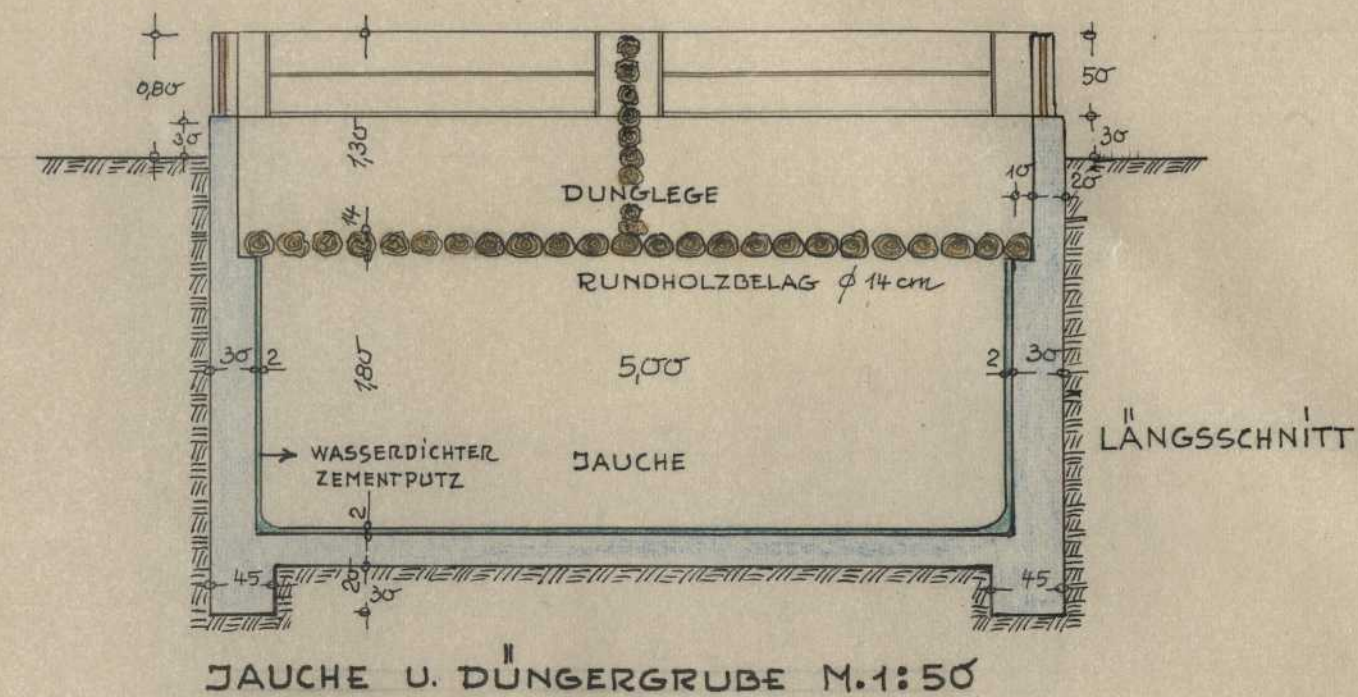 0,80
50
30
1,30
30
10
20
DUNGLEGE
14
RUNDHOLZBELAG ϕ 14 cm
30 2
1,80
5,00
2 30
LÄNGSSCHNITT
→ WASSERDICHTER
ZEMENTPUTZ
JAUCHE
2
45
20
30
45
JAUCHE U. DÜNGERGRUBE M. 1:50